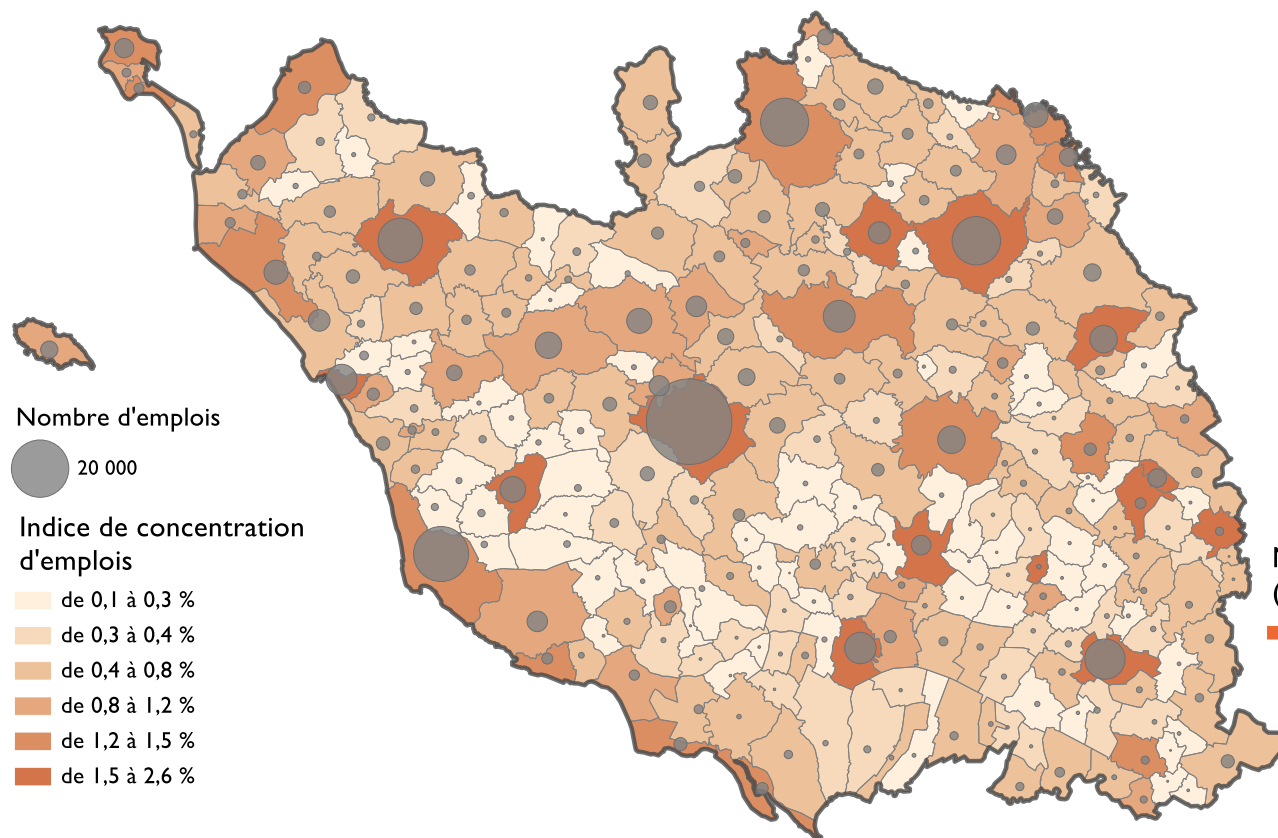 Nombre d'emplois
20 000
Indice de concentration
d'emplois
de 0,1 à 0,3 %
de 0,3 à 0,4 %
de 0,4 à 0,8 %
de 0,8 à 1,2 %
de 1,2 à 1,5 %
de 1,5 à 2,6 %